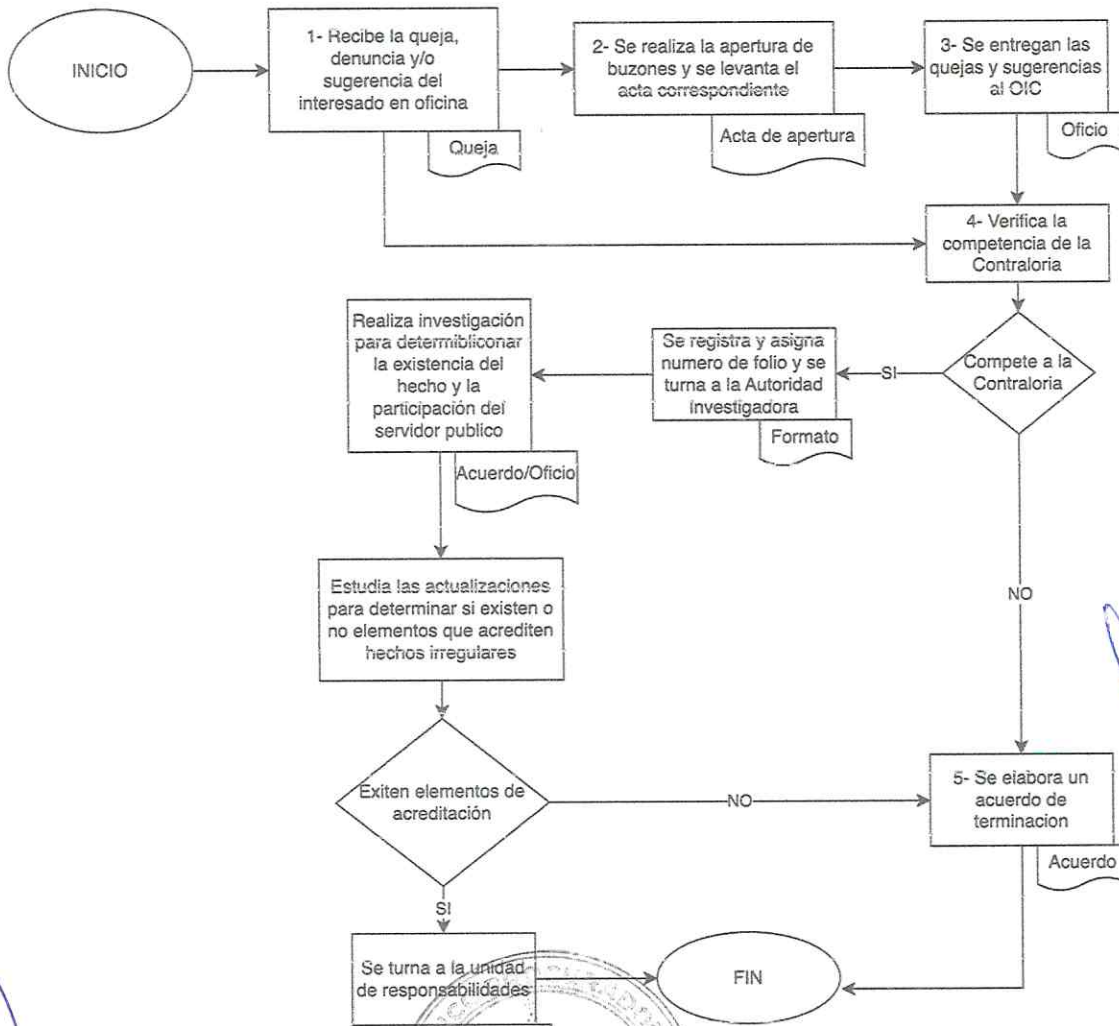 INICIO
1- Recibe la queja,
denuncia y/o
sugerencia del
interesado en oficina
Queja
2- Se realiza la apertura de
buzones y se levanta el
acta correspondiente
Acta de apertura
3- Se entregan las
quejas y sugerencias
al OIC
Oficio
4- Verifica la
competencia de la
Contraloria
Compete a la
Contraloria
SI
Se registra y asigna
numero de folio y se
turna a la Autoridad
investigadora
Formato
Realiza investigación
para determibliconar
la existencia del
hecho y la
participación del
servidor publico
Acuerdo/Oficio
Estudia las actualizaciones
para determinar si existen o
no elementos que acrediten
hechos irregulares
NO
Exiten elementos de
acreditación
NO
5- Se elabora un
acuerdo de
terminacion
Acuerdo
SI
Se turna a la unidad
de responsabilidades
FIN